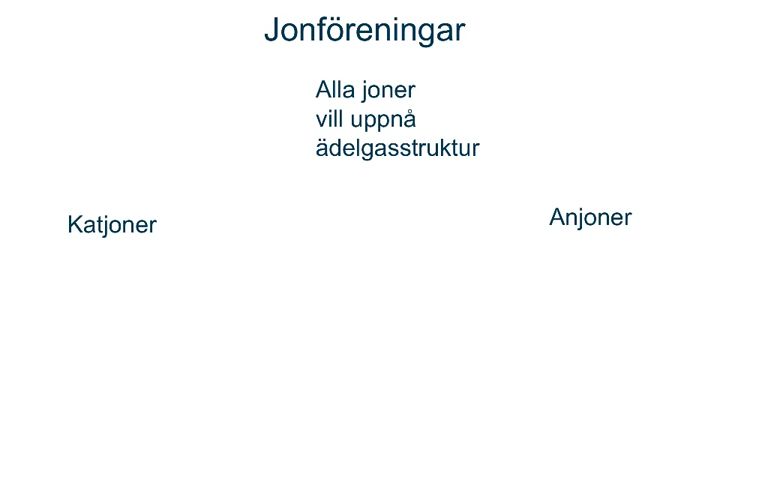 Jonföreningar
Alla joner
vill uppnå
ädelgasstruktur
Katjoner
Anjoner